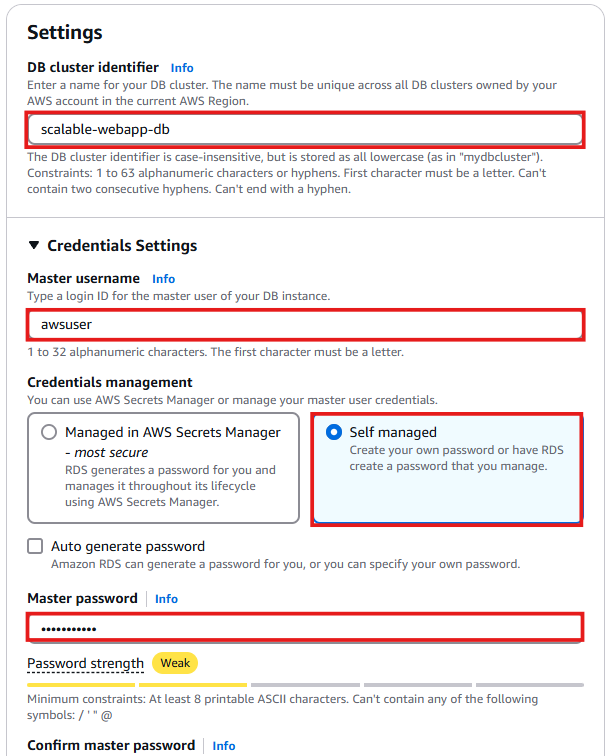 Settings
DB cluster identifier Info
Enter a name for your DB cluster. The name must be unique across all DB clusters owned by your
AWS account in the current AWS Region.
scalable-webapp-db
The DB cluster identifier is case-insensitive, but is stored as all lowercase (as in "mydbcluster").
Constraints: 1 to 63 alphanumeric characters or hyphens. First character must be a letter. Can't
contain two consecutive hyphens. Can't end with a hyphen.
Credentials Settings
Master username Info
Type a login ID for the master user of your DB instance.
awsuser
1 to 32 alphanumeric characters. The first character must be a letter.
Credentials management
You can use AWS Secrets Manager or manage your master user credentials.
Managed in AWS Secrets Manager
- most secure
RDS generates a password for you and
manages it throughout its lifecycle
using AWS Secrets Manager.
Self managed
Create your own password or have RDS
create a password that you manage.
Auto generate password
Amazon RDS can generate a password for you, or you can specify your own password.
Master password Info
•••••••••••
Password strength Weak
Minimum constraints: At least 8 printable ASCII characters. Can't contain any of the following
symbols: / ' " @
Confirm master password Info